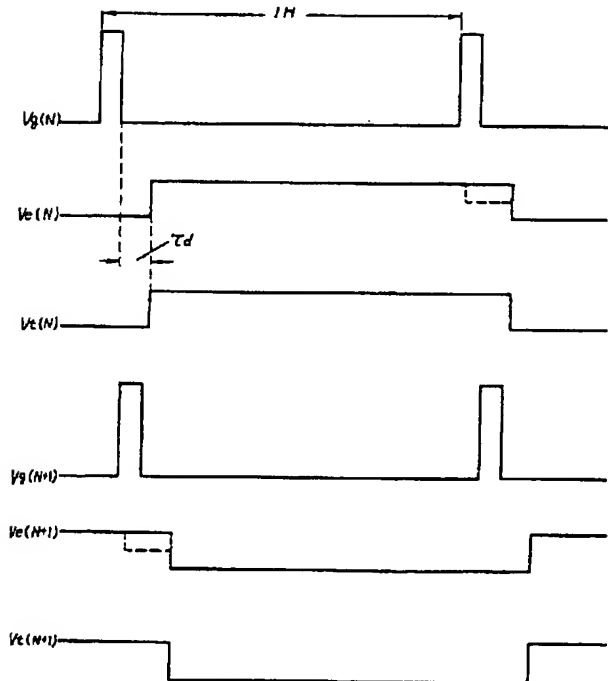 1H
Vg(N)
Ve(N)
τd
Vt(N)
Vg(N+1)
Ve(N+1)
Vt(N+1)